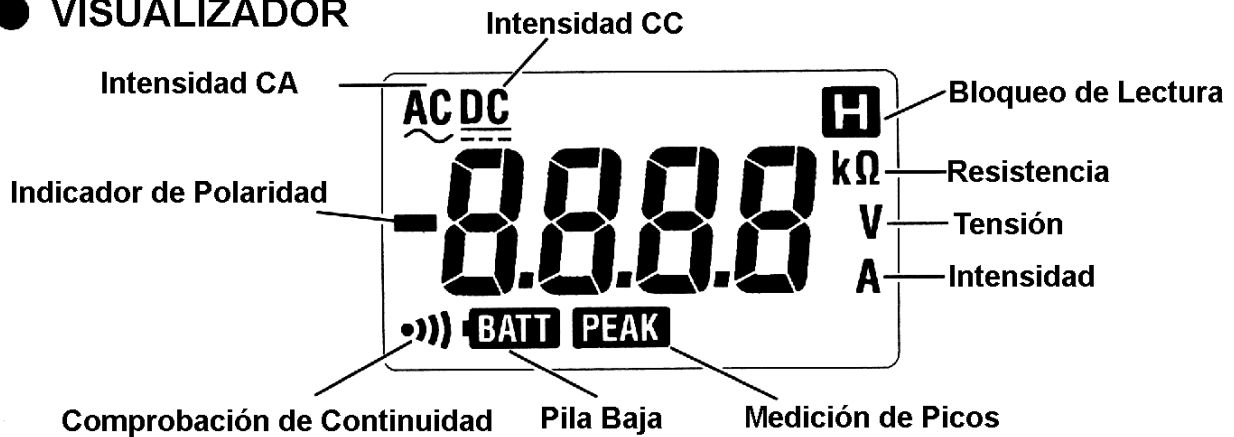 ● VISUALIZADOR
Intensidad CC
Intensidad CA
AC DC
H
Bloqueo de Lectura
kΩ
Resistencia
Indicador de Polaridad
-8.8.8.8
V
Tensión
A
Intensidad
BATT
PEAK
Comprobación de Continuidad
Pila Baja
Medición de Picos